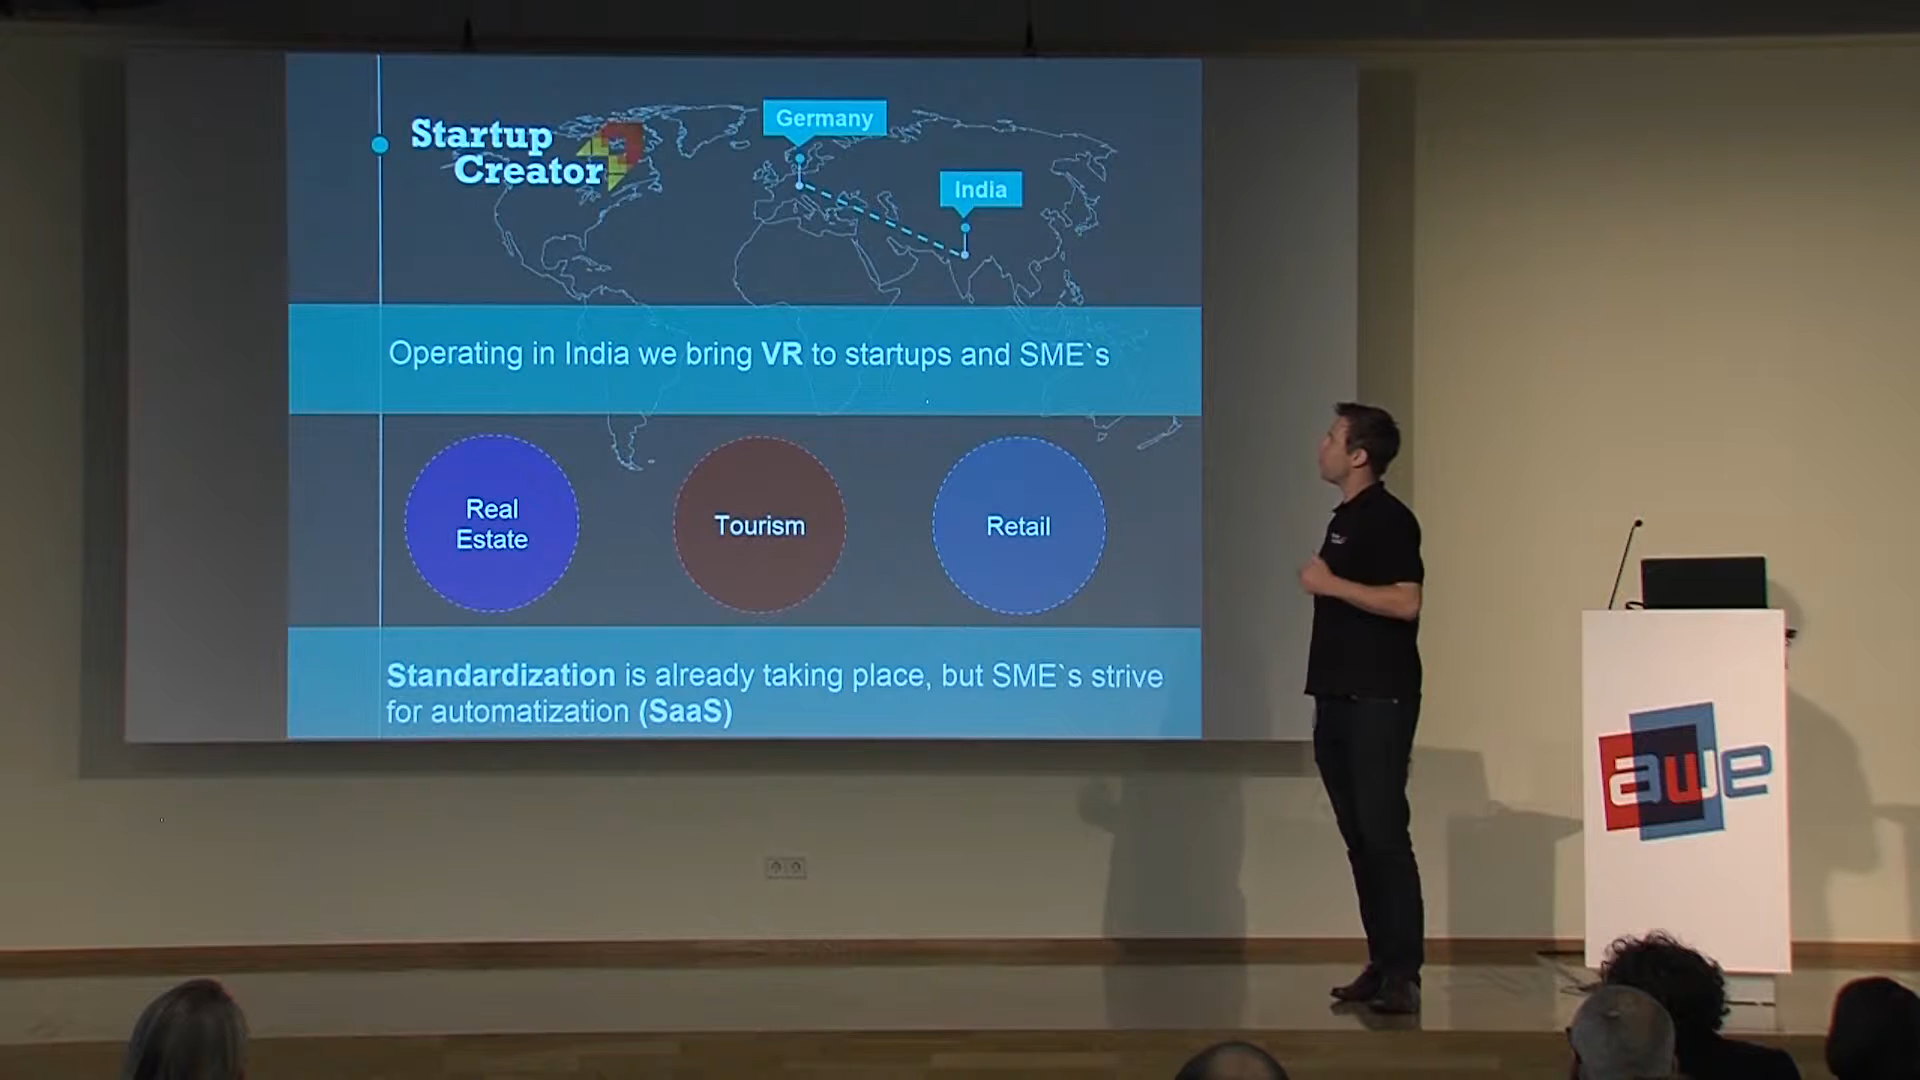 Startup
Creator
Germany
India
Operating in India we bring VR to startups and SME`s
Real
Estate
Tourism
Retail
Standardization is already taking place, but SME`s strive
for automatization (SaaS)
awe